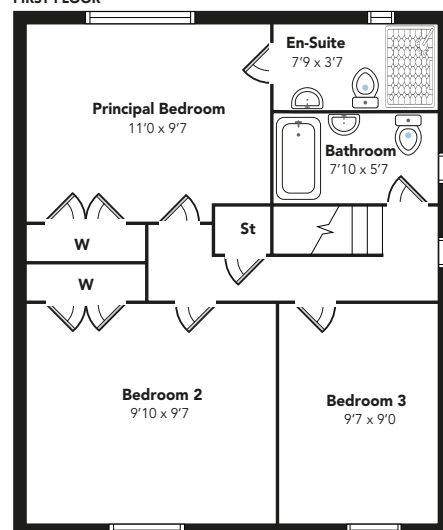 FIRST FLOOR
En-Suite
7'9 x 3'7
Principal Bedroom
11'0 x 9'7
Bathroom
7'10 x 5'7
St
W
W
Bedroom 2
9'10 x 9'7
Bedroom 3
9'7 x 9'0